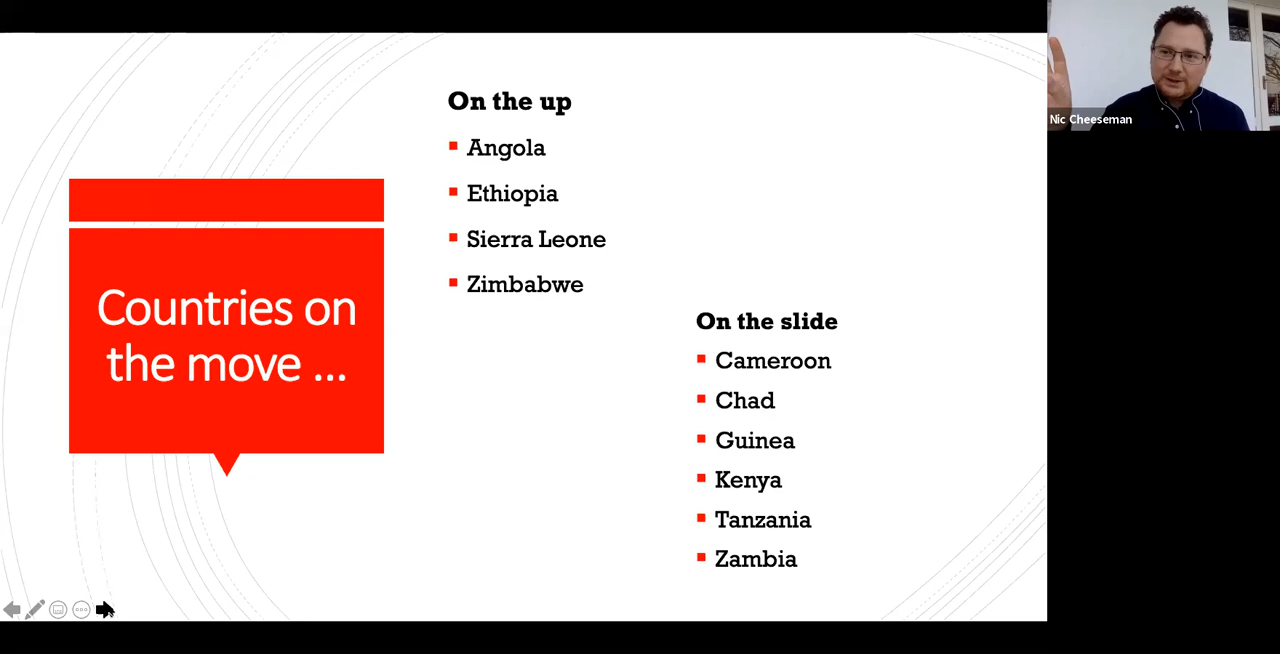 Countries on
the move ...
On the up
Angola
Ethiopia
Sierra Leone
Zimbabwe
On the slide
Cameroon
Chad
Guinea
Kenya
Tanzania
Zambia
Nic Cheeseman